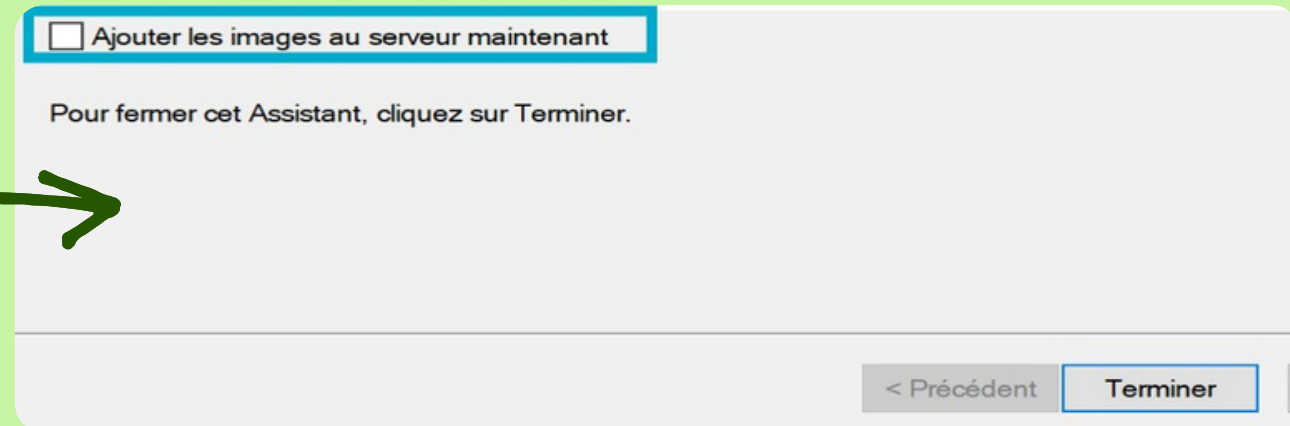 Ajouter les images au serveur maintenant
Pour fermer cet Assistant, cliquez sur Terminer.
< Précédent Terminer